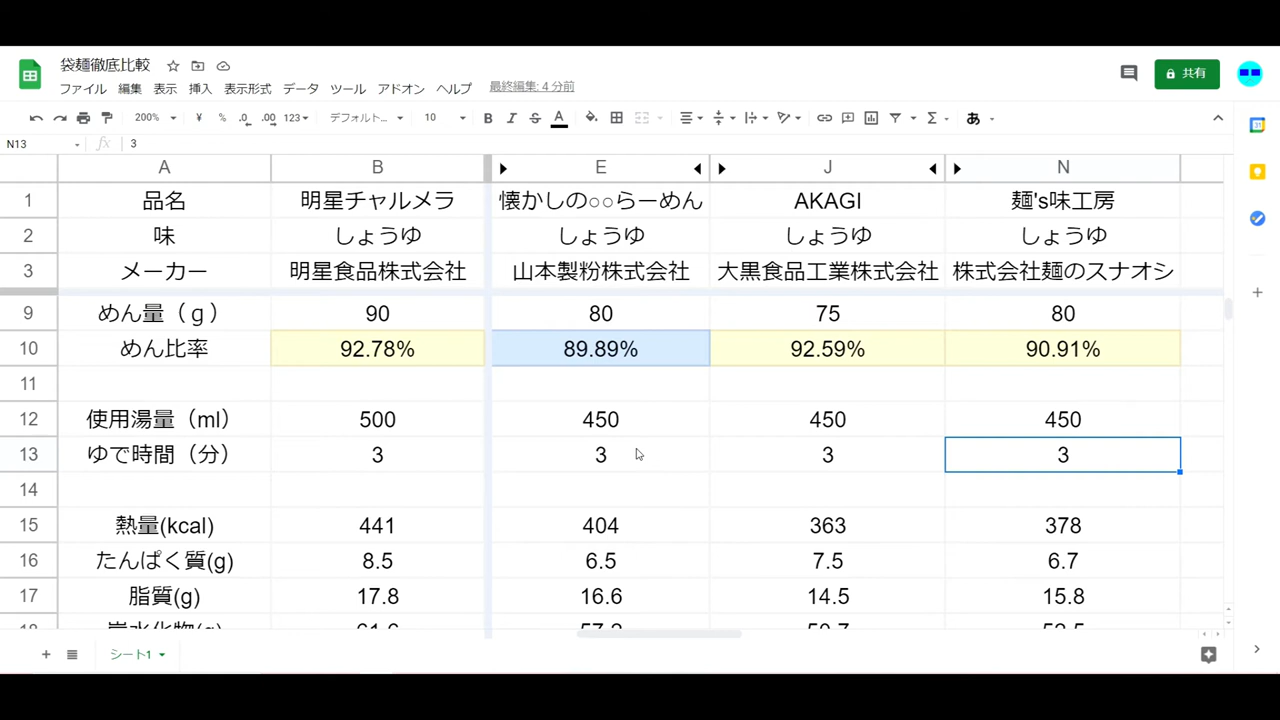 袋麺徹底比較
ファイル 編集 表示 挿入 表示形式 データ ツール アドオン ヘルプ 最終編集: 4 分前
共有
200% ¥ % .0 .00 123 デフォルト... 10 B I S A Σ あ
N13 fx 3
A B E J N
1 品名 明星チャルメラ 懐かしの○○らーめん AKAGI 麺's味工房
2 味 しょうゆ しょうゆ しょうゆ しょうゆ
3 メーカー 明星食品株式会社 山本製粉株式会社 大黒食品工業株式会社 株式会社麺のスナオシ
9 めん量（ｇ） 90 80 75 80
10 めん比率 92.78% 89.89% 92.59% 90.91%
11
12 使用湯量（ml） 500 450 450 450
13 ゆで時間（分） 3 3 3 3
14
15 熱量(kcal) 441 404 363 378
16 たんぱく質(g) 8.5 6.5 7.5 6.7
17 脂質(g) 17.8 16.6 14.5 15.8
シート1